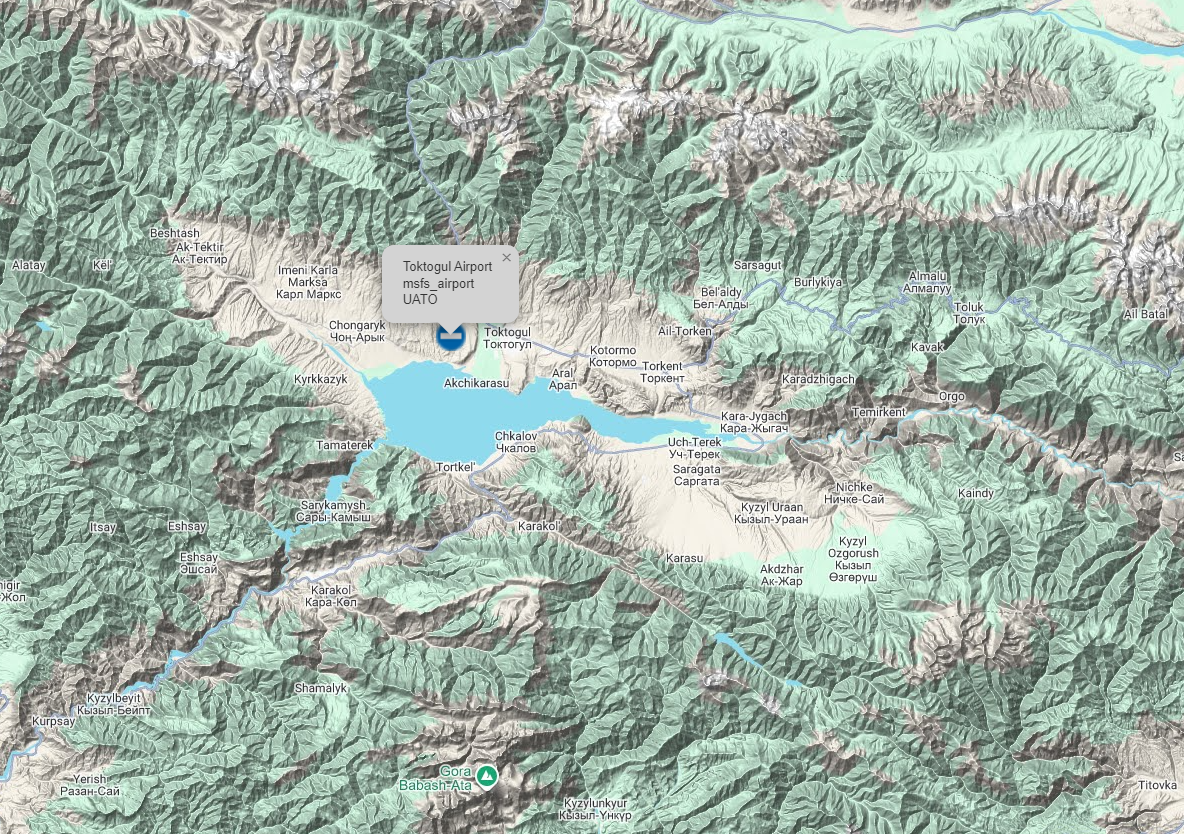 Beshtash
Ak-Tektir
Ак-Тектир
Alatay
Kël'
Imeni Karla
Marksa
Карл Маркс
Toktogul Airport
×
msfs_airport
UATO
Sarsagut
Burlykiya
Almalu
Алмалуу
Toluk
Толук
Ail Batal
Bel'aldy
Бел-Алды
Chongaryk
Чоң-Арык
Toktogul
Токтогул
Ail-Torken
Kotormo
Котормо
Kavak
Torkent
Торкент
Kyrkkazyk
Akchikarasu
Aral
Арал
Karadzhigach
Orgo
Temirkent
Kara-Jygach
Кара-Жыгач
Tamaterek
Chkalov
Чкалов
Uch-Terek
Уч-Терек
Tortkel'
Saragata
Саргата
Nichke
Ничке-Сай
Kaindy
Sarykamysh
Сары-Камыш
Kyzyl Uraan
Кызыл-Ураан
Itsay
Eshsay
Karakol'
Kyzyl
Ozgorush
Кызыл
Өзгөрүш
Eshsay
Эшсай
Karasu
Akdzhar
Ак-Жар
Karakol
Кара-Көл
Shamalyk
Kyzylbeyit
Кызыл-Бейит
Kurpsay
Yerish
Разан-Сай
Gora
Babash-Ata
Titovka
Kyzylunkyur
Кызыл-Үңкүр